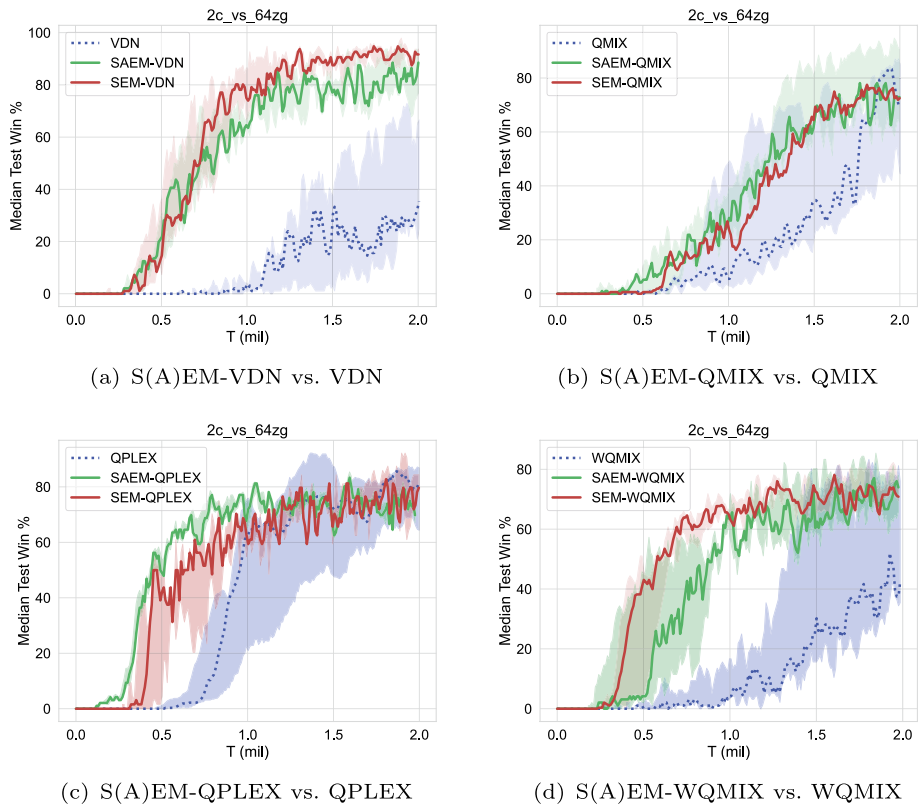 2c_vs_64zg
Median Test Win %
100
80
60
40
20
0
VDN
SAEM-VDN
SEM-VDN
0.0 0.5 1.0 1.5 2.0
T (mil)
(a) S(A)EM-VDN vs. VDN
2c_vs_64zg
Median Test Win %
80
60
40
20
0
QMIX
SAEM-QMIX
SEM-QMIX
0.0 0.5 1.0 1.5 2.0
T (mil)
(b) S(A)EM-QMIX vs. QMIX
2c_vs_64zg
Median Test Win %
80
60
40
20
0
QPLEX
SAEM-QPLEX
SEM-QPLEX
0.0 0.5 1.0 1.5 2.0
T (mil)
(c) S(A)EM-QPLEX vs. QPLEX
2c_vs_64zg
Median Test Win %
80
60
40
20
0
WQMIX
SAEM-WQMIX
SEM-WQMIX
0.0 0.5 1.0 1.5 2.0
T (mil)
(d) S(A)EM-WQMIX vs. WQMIX